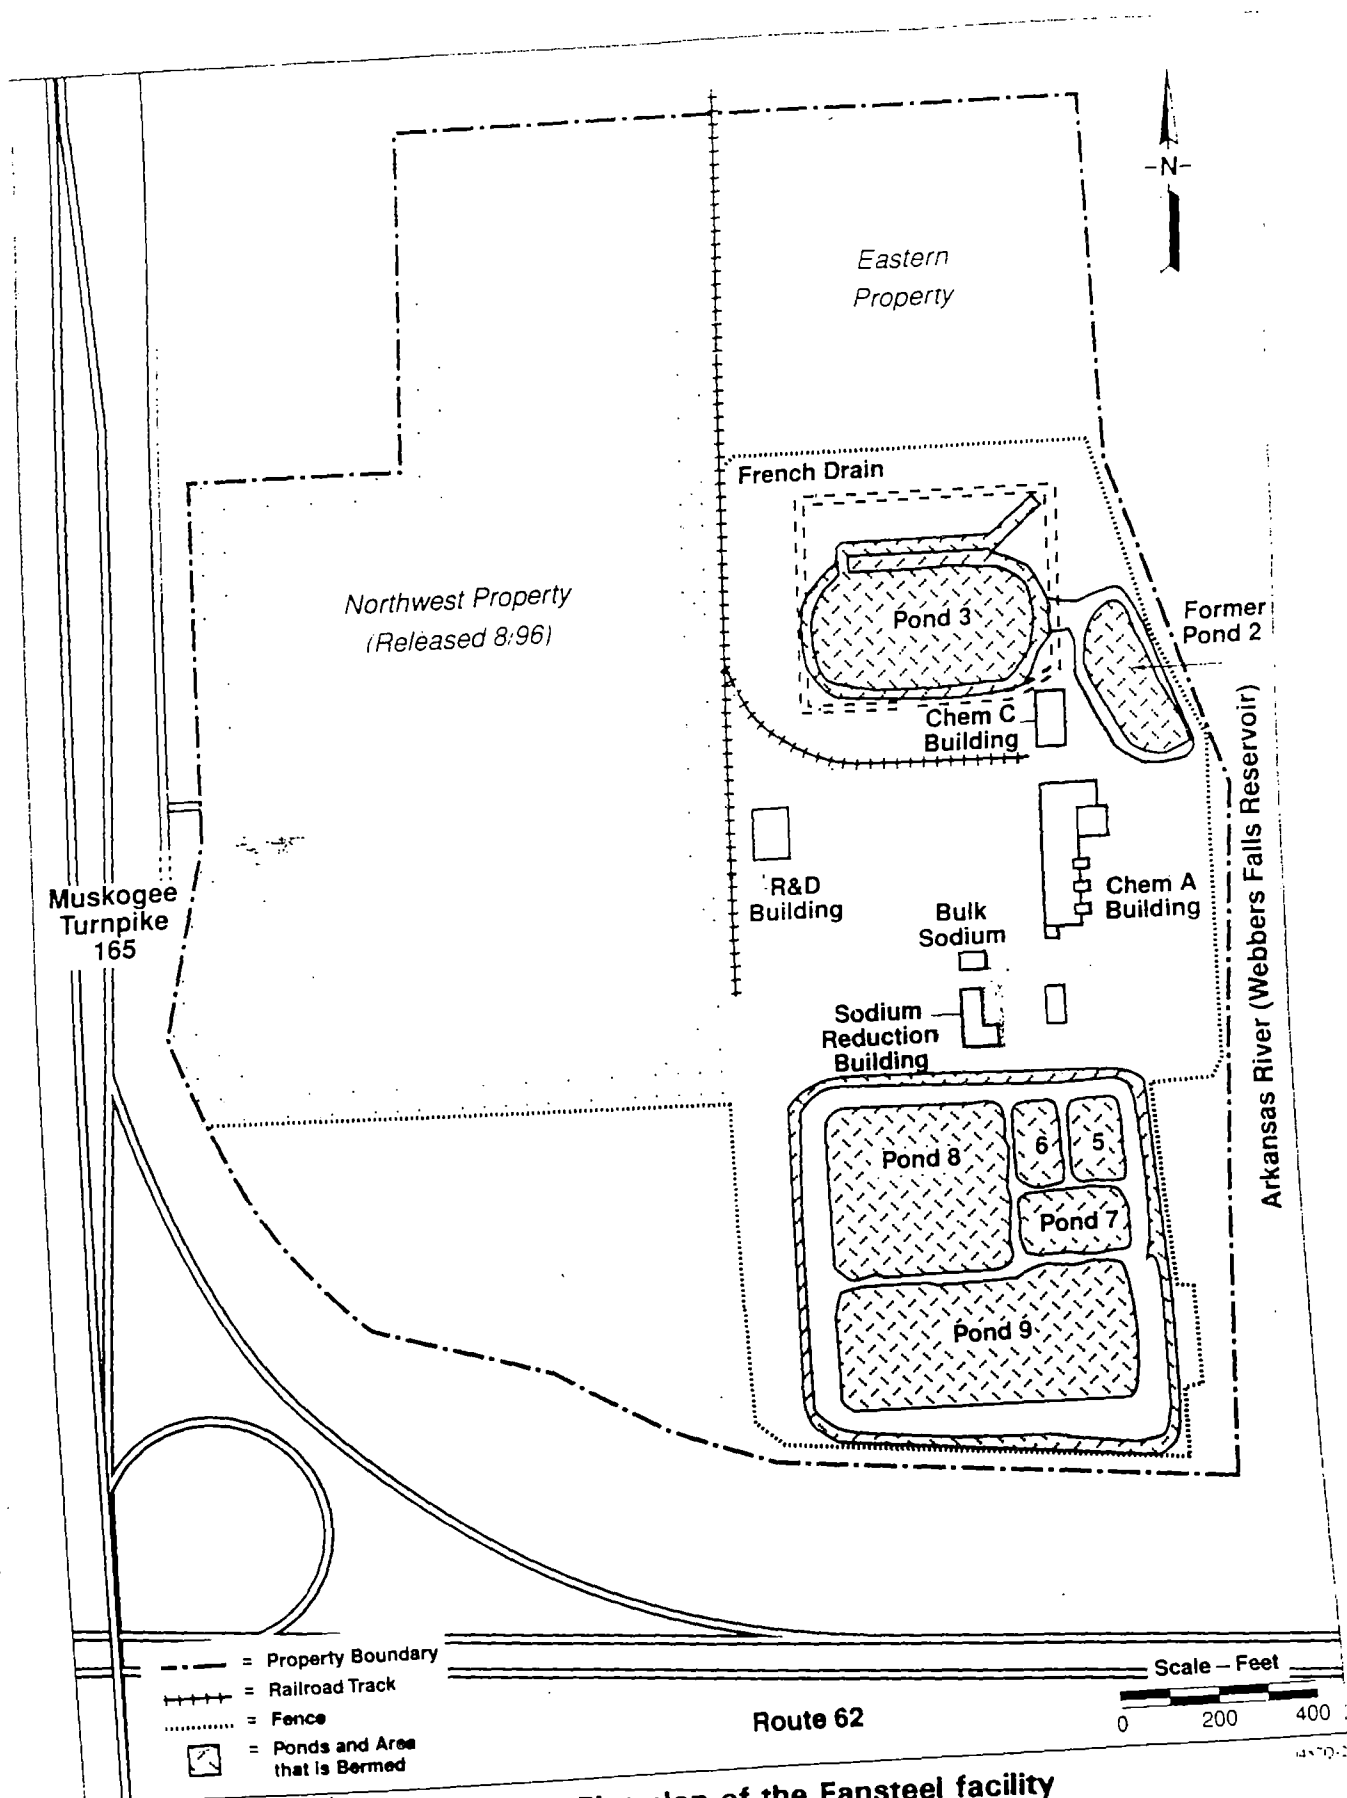 -N-
Eastern
Property
French Drain
Northwest Property
(Released 8/96)
Pond 3
Former
Pond 2
Chem C
Building
Arkansas River (Webbers Falls Reservoir)
Muskogee
Turnpike
165
R&D
Building
Chem A
Building
Bulk
Sodium
Sodium
Reduction
Building
Pond 8
6
5
Pond 7
Pond 9
= Property Boundary
= Railroad Track
= Fence
= Ponds and Area
that is Bermed
Route 62
Scale – Feet
0 200 400
of the Fansteel facility